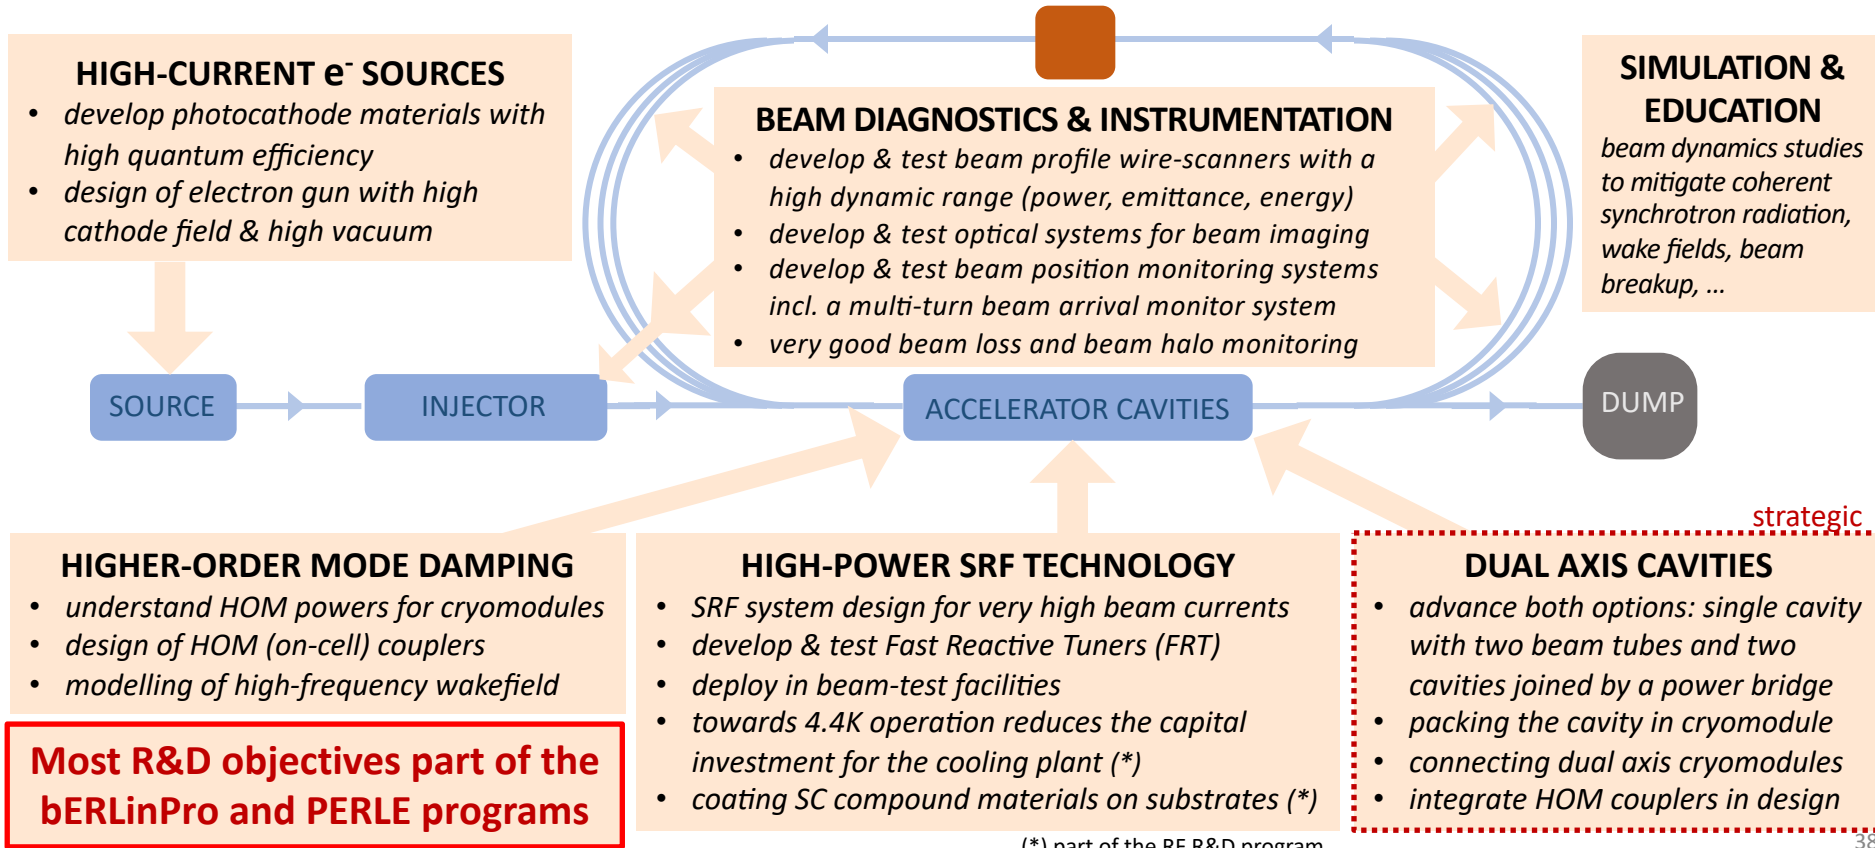 HIGH-CURRENT e- SOURCES
• develop photocathode materials with
high quantum efficiency
• design of electron gun with high
cathode field & high vacuum
BEAM DIAGNOSTICS & INSTRUMENTATION
• develop & test beam profile wire-scanners with a
high dynamic range (power, emittance, energy)
• develop & test optical systems for beam imaging
• develop & test beam position monitoring systems
incl. a multi-turn beam arrival monitor system
• very good beam loss and beam halo monitoring
SIMULATION &
EDUCATION
beam dynamics studies
to mitigate coherent
synchrotron radiation,
wake fields, beam
breakup, ...
SOURCE
INJECTOR
ACCELERATOR CAVITIES
DUMP
HIGHER-ORDER MODE DAMPING
• understand HOM powers for cryomodules
• design of HOM (on-cell) couplers
• modelling of high-frequency wakefield
Most R&D objectives part of the
bERLinPro and PERLE programs
HIGH-POWER SRF TECHNOLOGY
• SRF system design for very high beam currents
• develop & test Fast Reactive Tuners (FRT)
• deploy in beam-test facilities
• towards 4.4K operation reduces the capital
investment for the cooling plant (*)
• coating SC compound materials on substrates (*)
(*) part of the RF R&D program
strategic
DUAL AXIS CAVITIES
• advance both options: single cavity
with two beam tubes and two
cavities joined by a power bridge
• packing the cavity in cryomodule
• connecting dual axis cryomodules
• integrate HOM couplers in design
38